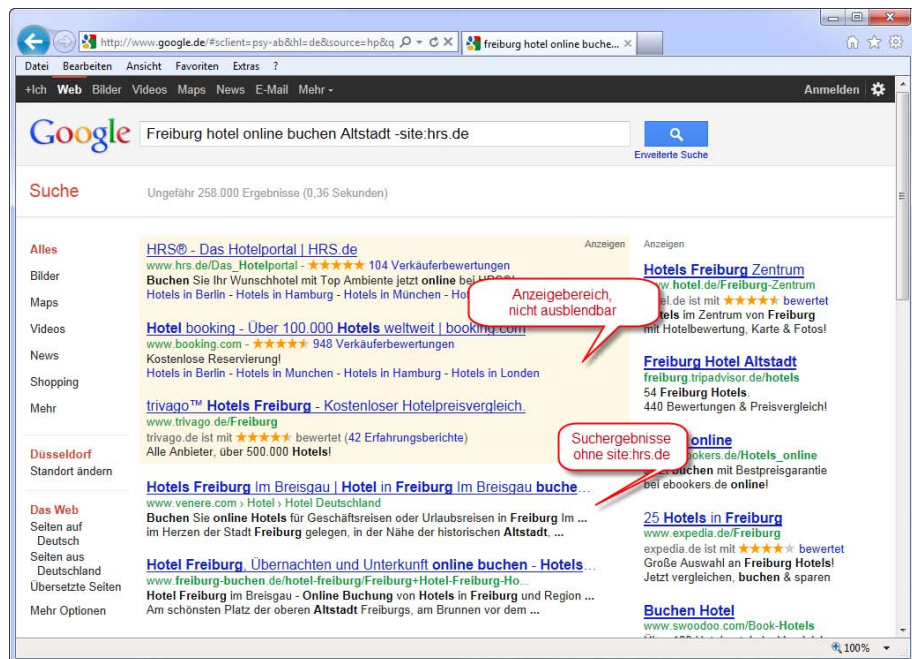 http://www.google.de/#sclient=psy-ab&hl=de&source=hp&q
freiburg hotel online buche...
Datei Bearbeiten Ansicht Favoriten Extras ?
+Ich Web Bilder Videos Maps News E-Mail Mehr
Anmelden
Google
Freiburg hotel online buchen Altstadt -site:hrs.de
Erweiterte Suche
Suche
Ungefähr 258.000 Ergebnisse (0,36 Sekunden)
Alles
Bilder
Maps
Videos
News
Shopping
Mehr
Düsseldorf
Standort ändern
Das Web
Seiten auf
Deutsch
Seiten aus
Deutschland
Übersetzte Seiten
Mehr Optionen
Anzeigen
HRS® - Das Hotelportal | HRS.de
www.hrs.de/Das_Hotelportal - ★★★★★ 104 Verkäuferbewertungen
Buchen Sie Ihr Wunschhotel mit Top Ambiente jetzt online bei
Hotels in Berlin - Hotels in Hamburg - Hotels in München -
Anzeigebereich,
nicht ausblendbar
Hotel booking - Über 100.000 Hotels weltweit | booking.com
www.booking.com - ★★★★★ 948 Verkäuferbewertungen
Kostenlose Reservierung!
Hotels in Berlin - Hotels in Munchen - Hotels in Hamburg - Hotels in Londen
trivago™ Hotels Freiburg - Kostenloser Hotelpreisvergleich.
www.trivago.de/Freiburg
trivago.de ist mit ★★★★★ bewertet (42 Erfahrungsberichte)
Alle Anbieter, über 500.000 Hotels!
Suchergebnisse
ohne site:hrs.de
Hotels Freiburg Im Breisgau | Hotel in Freiburg Im Breisgau buche...
www.venere.com › Hotel › Hotel Deutschland
Buchen Sie online Hotels für Geschäftsreisen oder Urlaubsreisen in Freiburg Im ...
im Herzen der Stadt Freiburg gelegen, in der Nähe der historischen Altstadt, ...
Hotel Freiburg, Übernachten und Unterkunft online buchen - Hotels...
www.freiburg-buchen.de/hotel-freiburg/Freiburg+Hotel-Freiburg-Ho...
Hotel Freiburg im Breisgau - Online Buchung von Hotels in Freiburg und Region ...
Am schönsten Platz der oberen Altstadt Freiburgs, am Brunnen vor dem ...
Anzeigen
Hotels Freiburg Zentrum
.hotel.de/Freiburg-Zentrum
el.de ist mit ★★★★★ bewertet
im Zentrum von Freiburg
mit Hotelbewertung, Karte & Fotos!
Freiburg Hotel Altstadt
freiburg.tripadvisor.de/hotels
54 Freiburg Hotels.
440 Bewertungen & Preisvergleich!
online
ookers.de/Hotels_online
buchen mit Bestpreisgarantie
bei ebookers.de online!
25 Hotels in Freiburg
www.expedia.de/Freiburg
expedia.de ist mit ★★★★★ bewertet
Große Auswahl an Freiburg Hotels!
Jetzt vergleichen, buchen & sparen
Buchen Hotel
www.swoodoo.com/Book-Hotels
100%